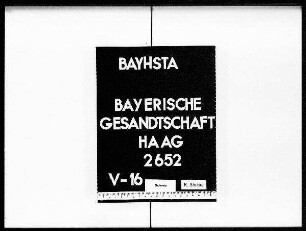 BAYHSTA
BAYERISCHE
GESANDTSCHAFT
HAAG
2652
V-16